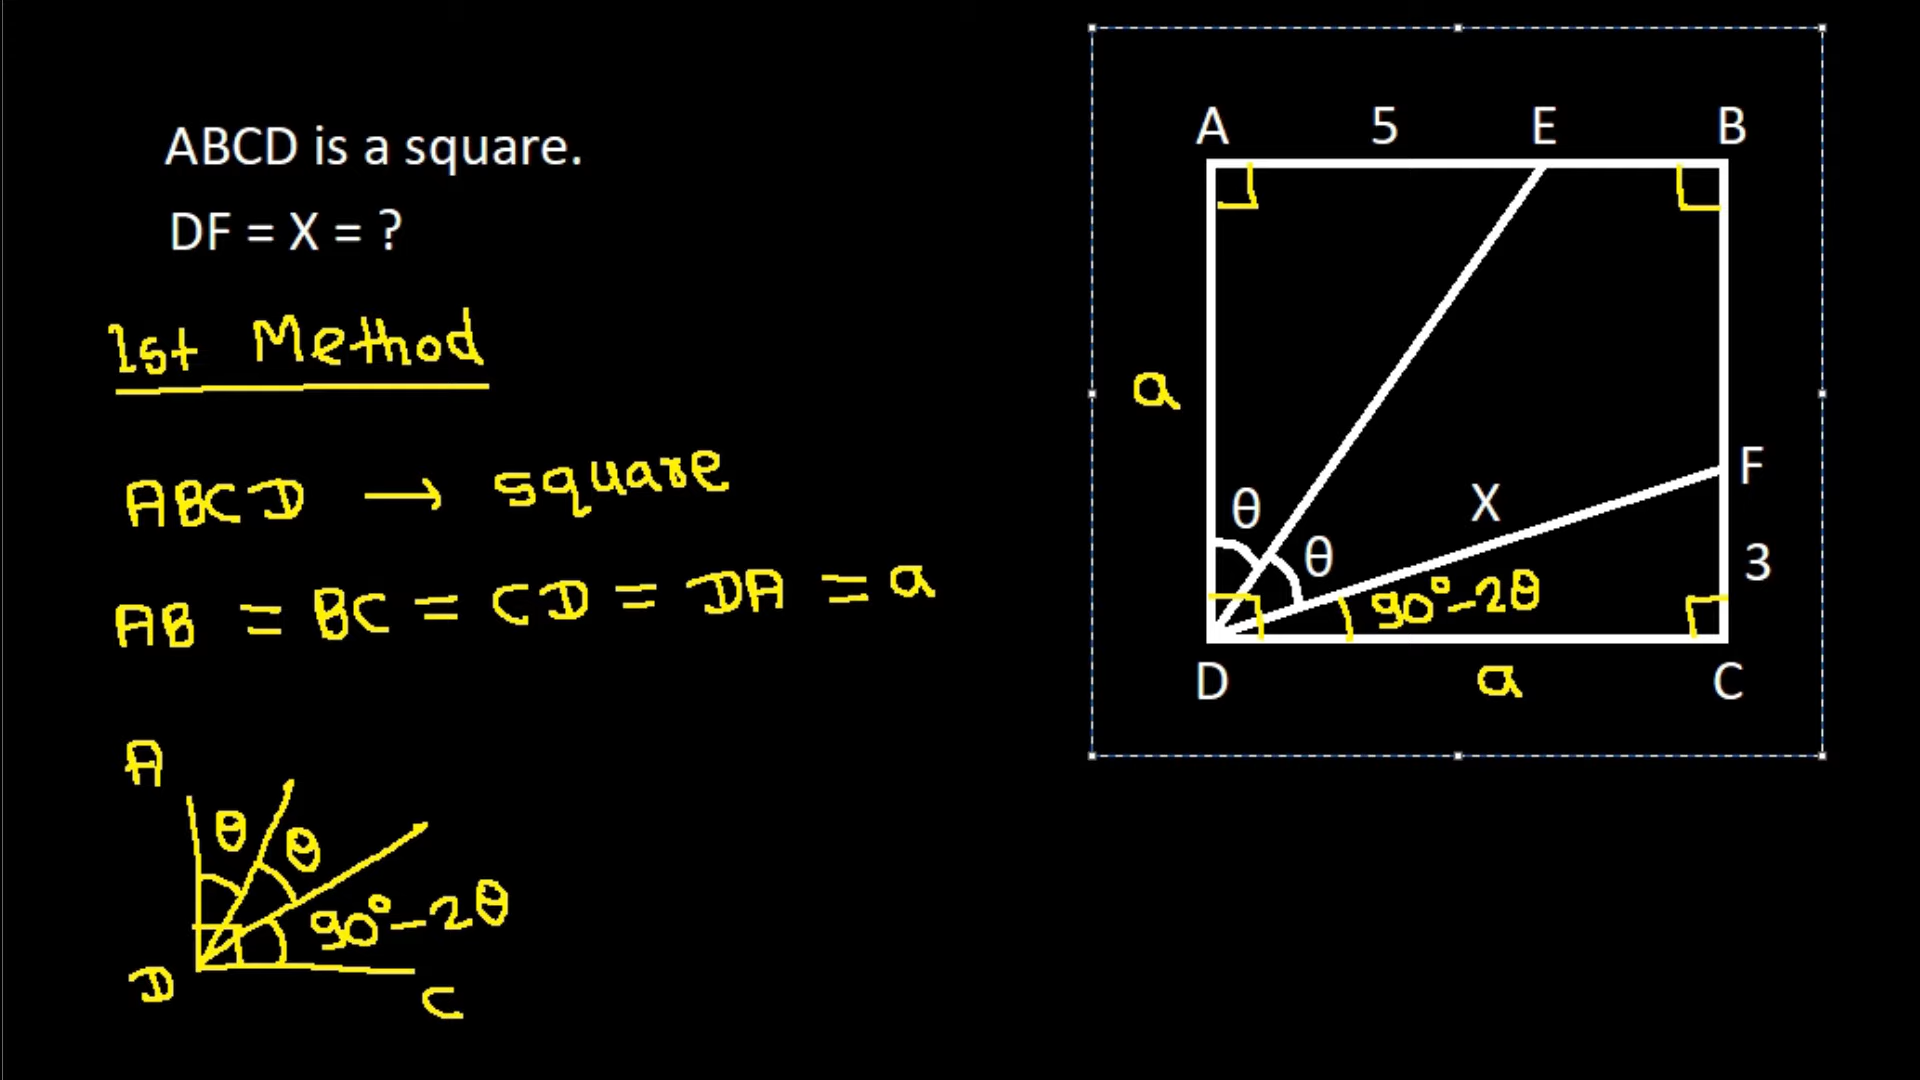 ABCD is a square.
DF = X = ?
1st Method
ABCD → square
AB = BC = CD = DA = a
A
θ
θ
90°-2θ
D
C
A 5 E B
a
θ
θ
X
F
3
90°-2θ
D a C